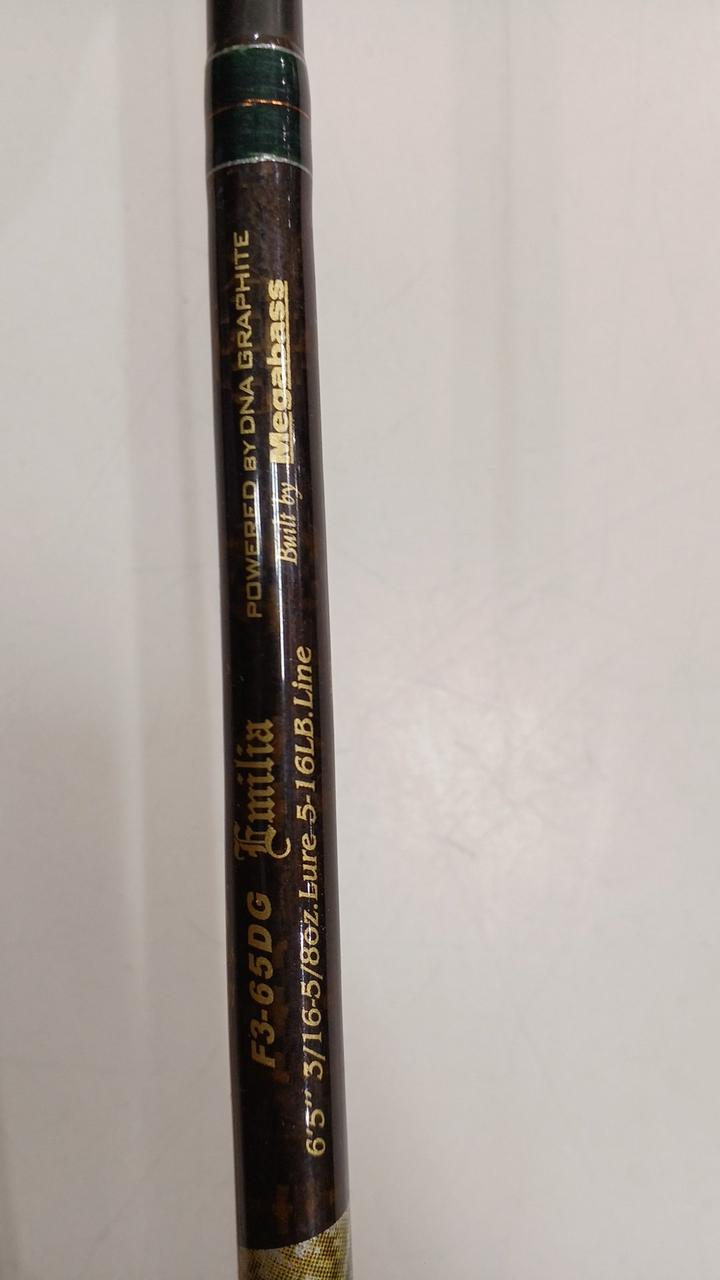 POWERED BY DNA GRAPHITE
Built by Megabass
F3-65DG Emilia
6'5" 3/16-5/8oz.Lure 5-16LB.Line